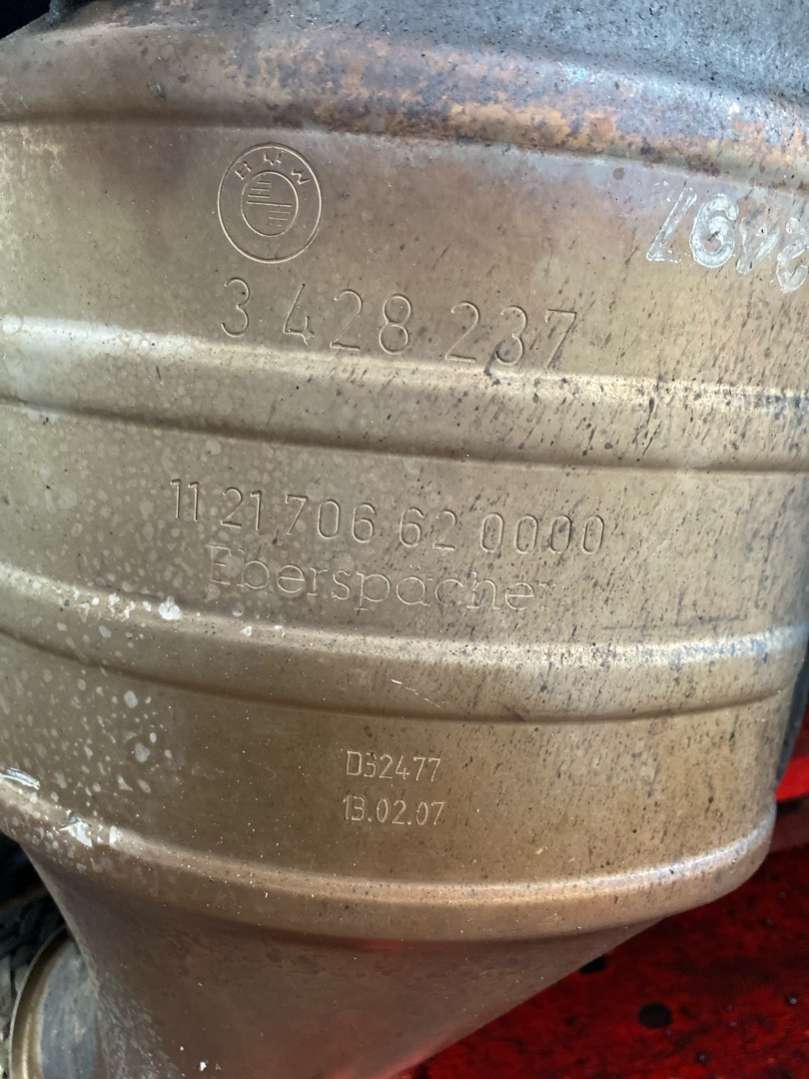 BMW
3 428 237
11 21 706 62 0000
Eberspächer
D32477
13.02.07